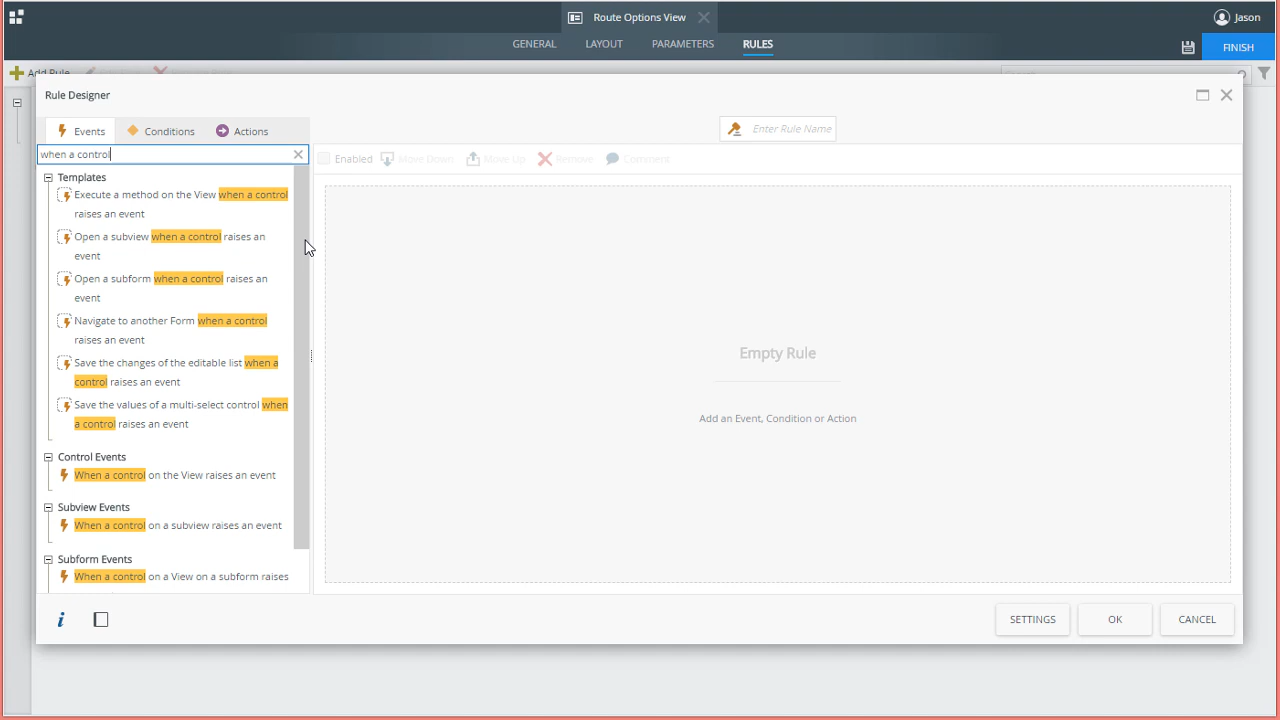 Route Options View
Jason
GENERAL
LAYOUT
PARAMETERS
RULES
FINISH
Add Rule
Rule Designer
Events
Conditions
Actions
Enter Rule Name
when a control
Enabled
Move Down
Move Up
Remove
Comment
Templates
Execute a method on the View when a control
raises an event
Open a subview when a control raises an
event
Open a subform when a control raises an
event
Navigate to another Form when a control
raises an event
Save the changes of the editable list when a
control raises an event
Save the values of a multi-select control when
a control raises an event
Control Events
When a control on the View raises an event
Subview Events
When a control on a subview raises an event
Subform Events
When a control on a View on a subform raises
Empty Rule
Add an Event, Condition or Action
i
SETTINGS
OK
CANCEL